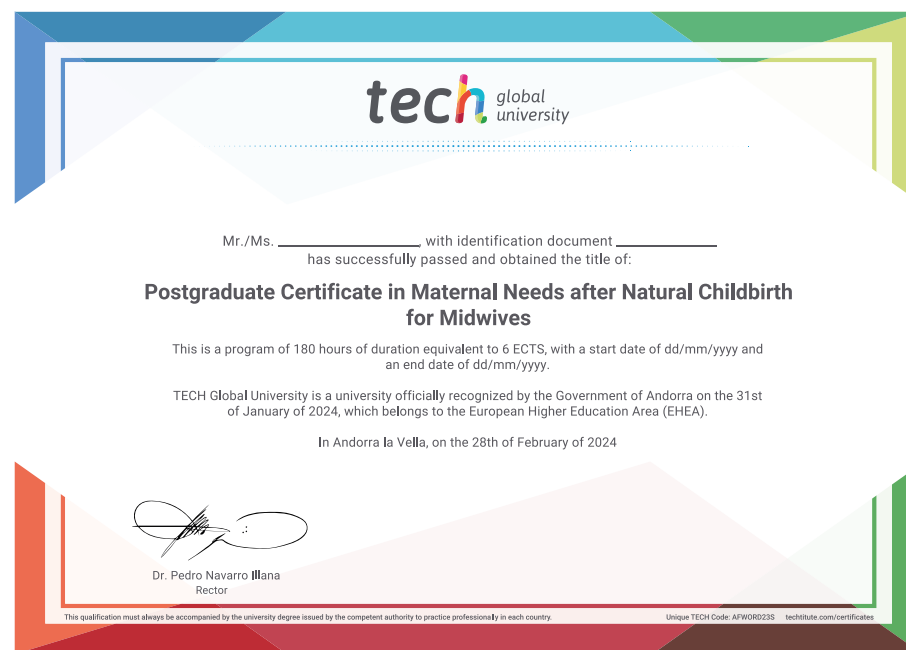 tech global university
Mr./Ms. ____________, with identification document ____________
has successfully passed and obtained the title of:
Postgraduate Certificate in Maternal Needs after Natural Childbirth
for Midwives
This is a program of 180 hours of duration equivalent to 6 ECTS, with a start date of dd/mm/yyyy and
an end date of dd/mm/yyyy.
TECH Global University is a university officially recognized by the Government of Andorra on the 31st
of January of 2024, which belongs to the European Higher Education Area (EHEA).
In Andorra la Vella, on the 28th of February of 2024
Dr. Pedro Navarro Illana
Rector
This qualification must always be accompanied by the university degree issued by the competent authority to practice professionally in each country.
Unique TECH Code: AFWORD23S techtitute.com/certificates